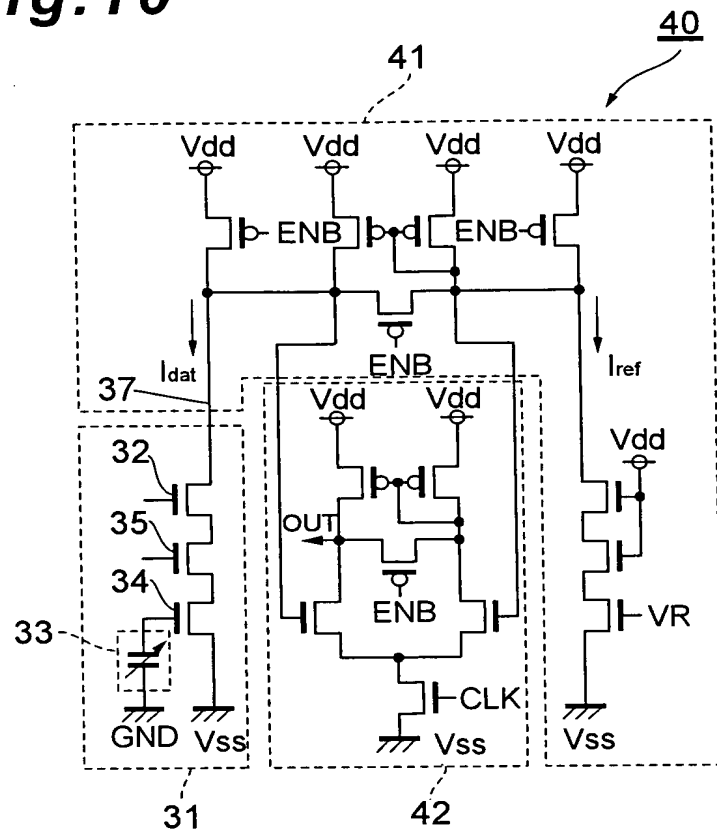 Fig. 10
40
41
Vdd Vdd Vdd Vdd
ENB ENB
Idat ENB Iref
37
Vdd Vdd Vdd
32
35 OUT
34 ENB
33 VR
CLK
GND Vss Vss Vss
31 42